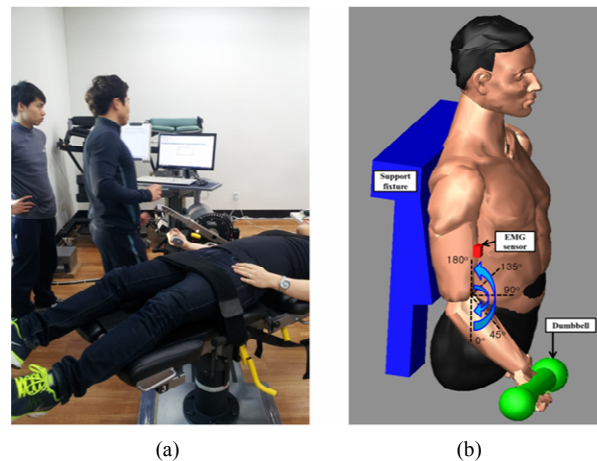 Support
fixture
EMG
sensor
180°
135°
90°
45°
0°
Dumbbell
(a)
(b)